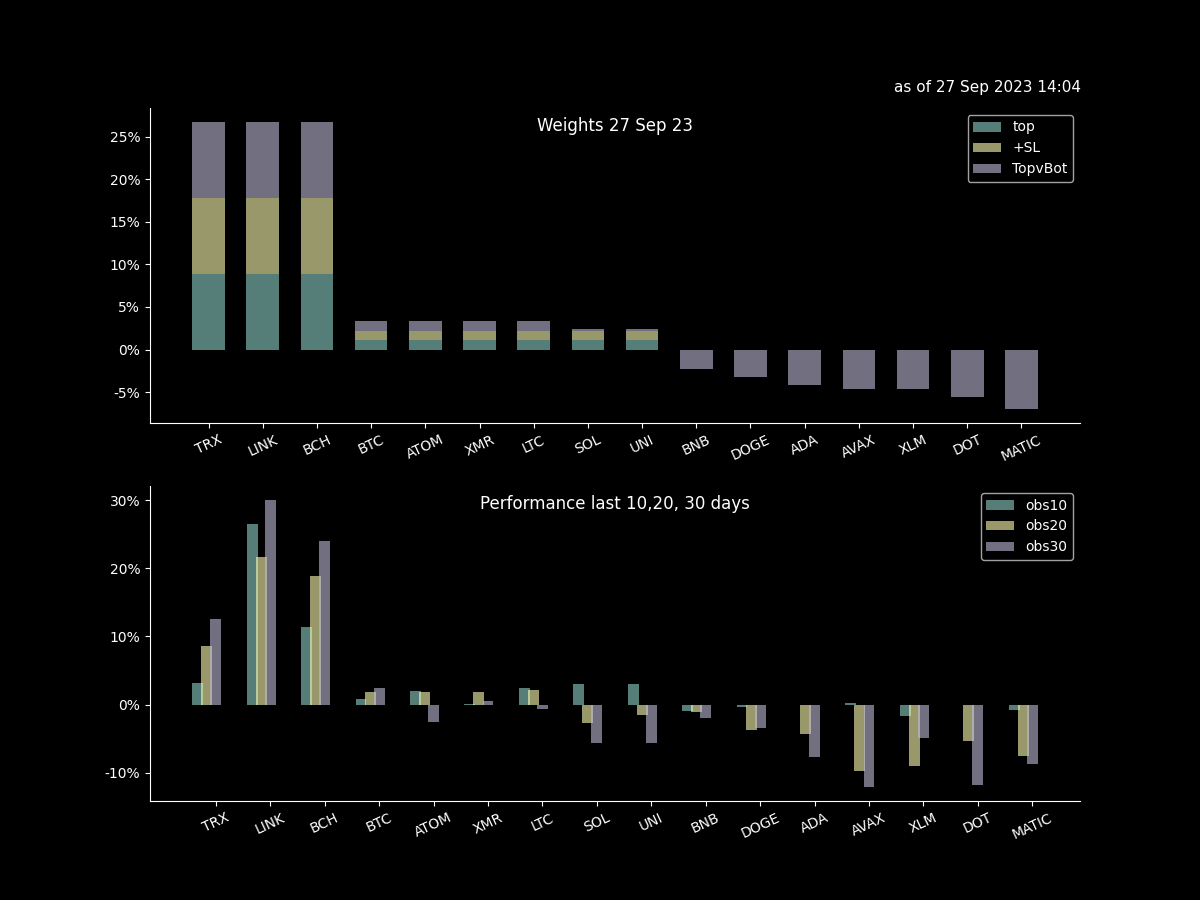 as of 27 Sep 2023 14:04
Weights 27 Sep 23
top
+SL
TopvBot
25%
20%
15%
10%
5%
0%
-5%
TRX LINK BCH BTC ATOM XMR LTC SOL UNI BNB DOGE ADA AVAX XLM DOT MATIC
Performance last 10,20, 30 days
obs10
obs20
obs30
30%
20%
10%
0%
-10%
TRX LINK BCH BTC ATOM XMR LTC SOL UNI BNB DOGE ADA AVAX XLM DOT MATIC